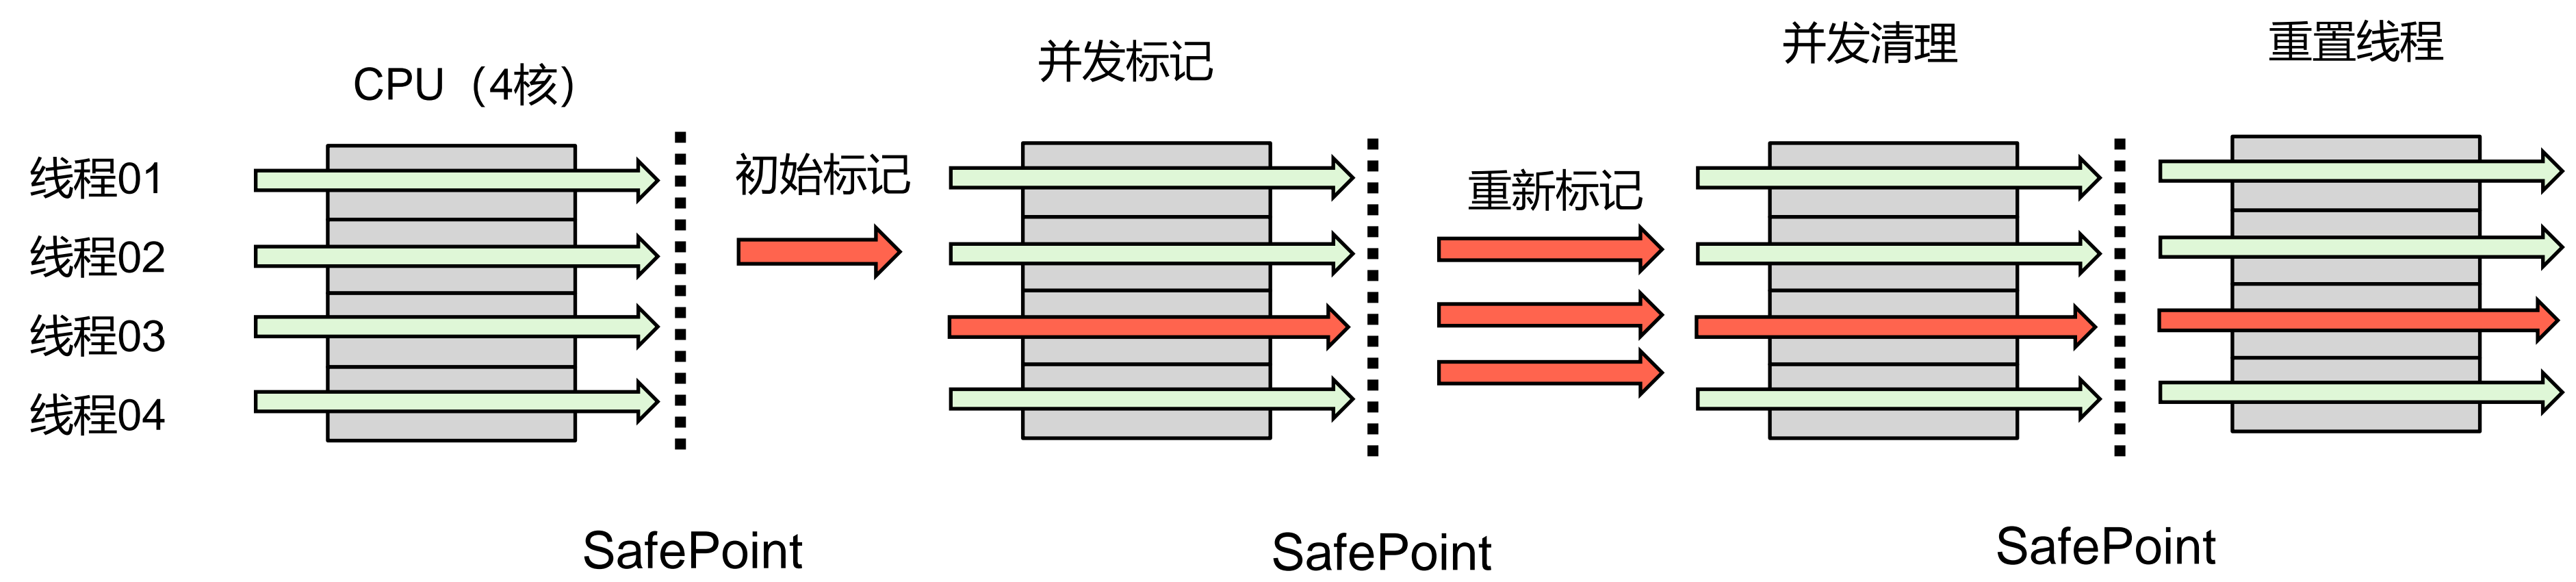 CPU（4核）
并发标记
并发清理
重置线程
线程01
线程02
线程03
线程04
初始标记
重新标记
SafePoint
SafePoint
SafePoint